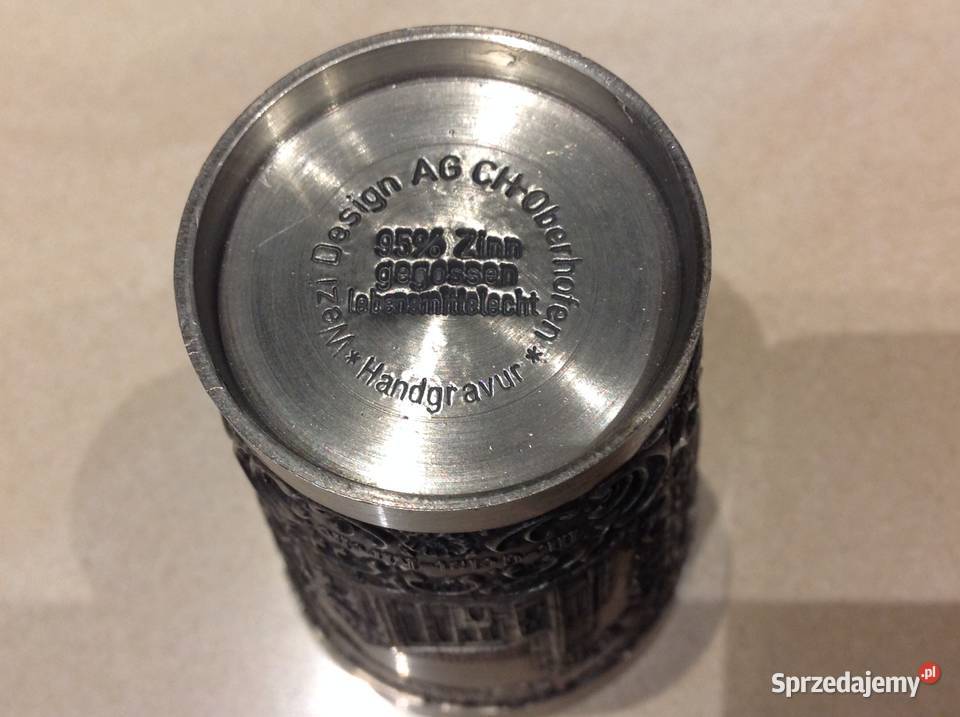 Wezi Design AG CH-Oberhofen
95% Zinn
gegossen
lebensmittelecht
* Handgravur *
Sprzedajemy.pl